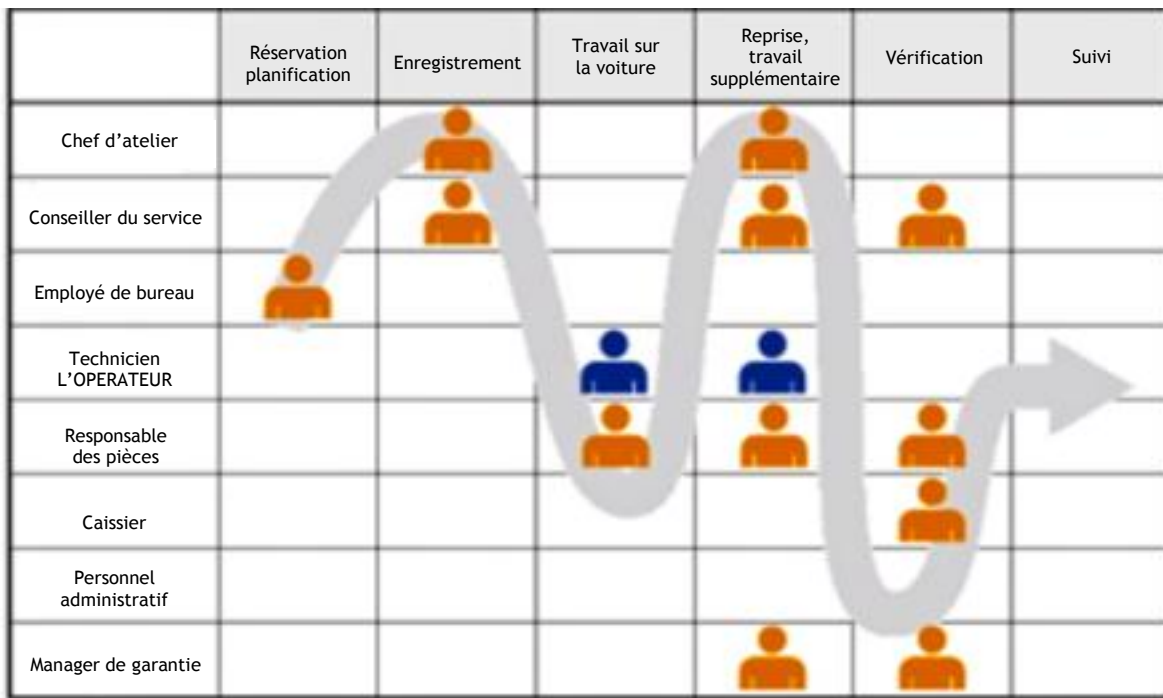 Réservation
planification
Enregistrement
Travail sur
la voiture
Reprise,
travail
supplémentaire
Vérification
Suivi
Chef d’atelier
Conseiller du service
Employé de bureau
Technicien
L’OPERATEUR
Responsable
des pièces
Caissier
Personnel
administratif
Manager de garantie